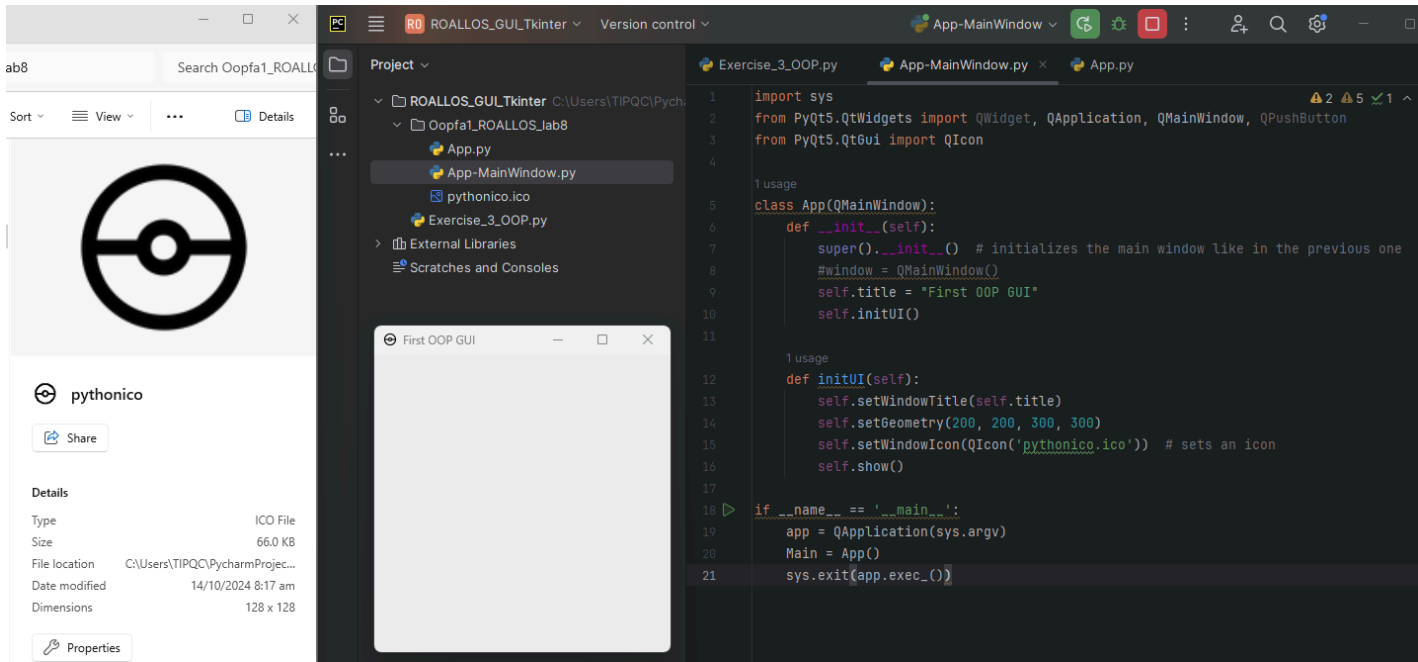 ab8
Search Oopfa1_ROALL
Sort
View
...
Details
pythonico
Share
Details
Type ICO File
Size 66.0 KB
File location C:\Users\TIPQC\PycharmProjec...
Date modified 14/10/2024 8:17 am
Dimensions 128 x 128
Properties
PC
RO ROALLOS_GUI_Tkinter Version control
App-MainWindow
Project
ROALLOS_GUI_Tkinter C:\Users\TIPQC\Pycha
Oopfa1_ROALLOS_lab8
App.py
App-MainWindow.py
pythonico.ico
Exercise_3_OOP.py
External Libraries
Scratches and Consoles
First OOP GUI
Exercise_3_OOP.py App-MainWindow.py App.py
2 5 1
1 import sys
2 from PyQt5.QtWidgets import QWidget, QApplication, QMainWindow, QPushButton
3 from PyQt5.QtGui import QIcon
4
1 usage
5 class App(QMainWindow):
6 def __init__(self):
7 super().__init__() # initializes the main window like in the previous one
8 #window = QMainWindow()
9 self.title = "First OOP GUI"
10 self.initUI()
11
1 usage
12 def initUI(self):
13 self.setWindowTitle(self.title)
14 self.setGeometry(200, 200, 300, 300)
15 self.setWindowIcon(QIcon('pythonico.ico')) # sets an icon
16 self.show()
17
18 if __name__ == '__main__':
19 app = QApplication(sys.argv)
20 Main = App()
21 sys.exit(app.exec_())